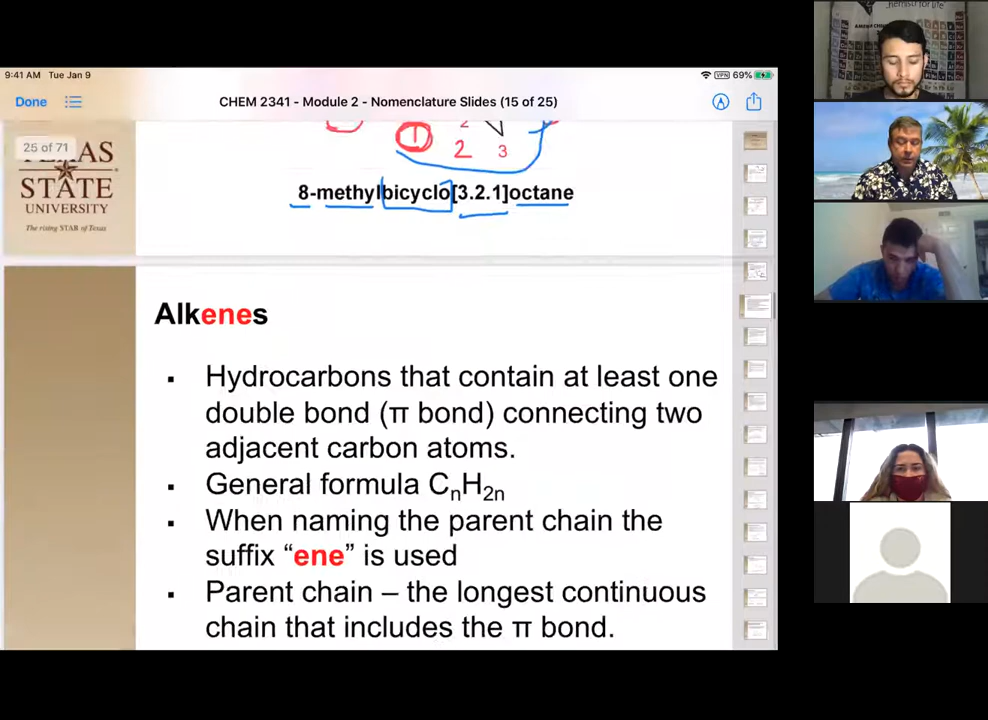 9:41 AM Tue Jan 9
VPN 69%
Done
CHEM 2341 - Module 2 - Nomenclature Slides (15 of 25)
25 of 71
TEXAS
STATE
UNIVERSITY
The rising STAR of Texas
1
2
2 3
8-methylbicyclo[3.2.1]octane
Alkenes
▪ Hydrocarbons that contain at least one
double bond (π bond) connecting two
adjacent carbon atoms.
▪ General formula CnH2n
▪ When naming the parent chain the
suffix “ene” is used
▪ Parent chain – the longest continuous
chain that includes the π bond.